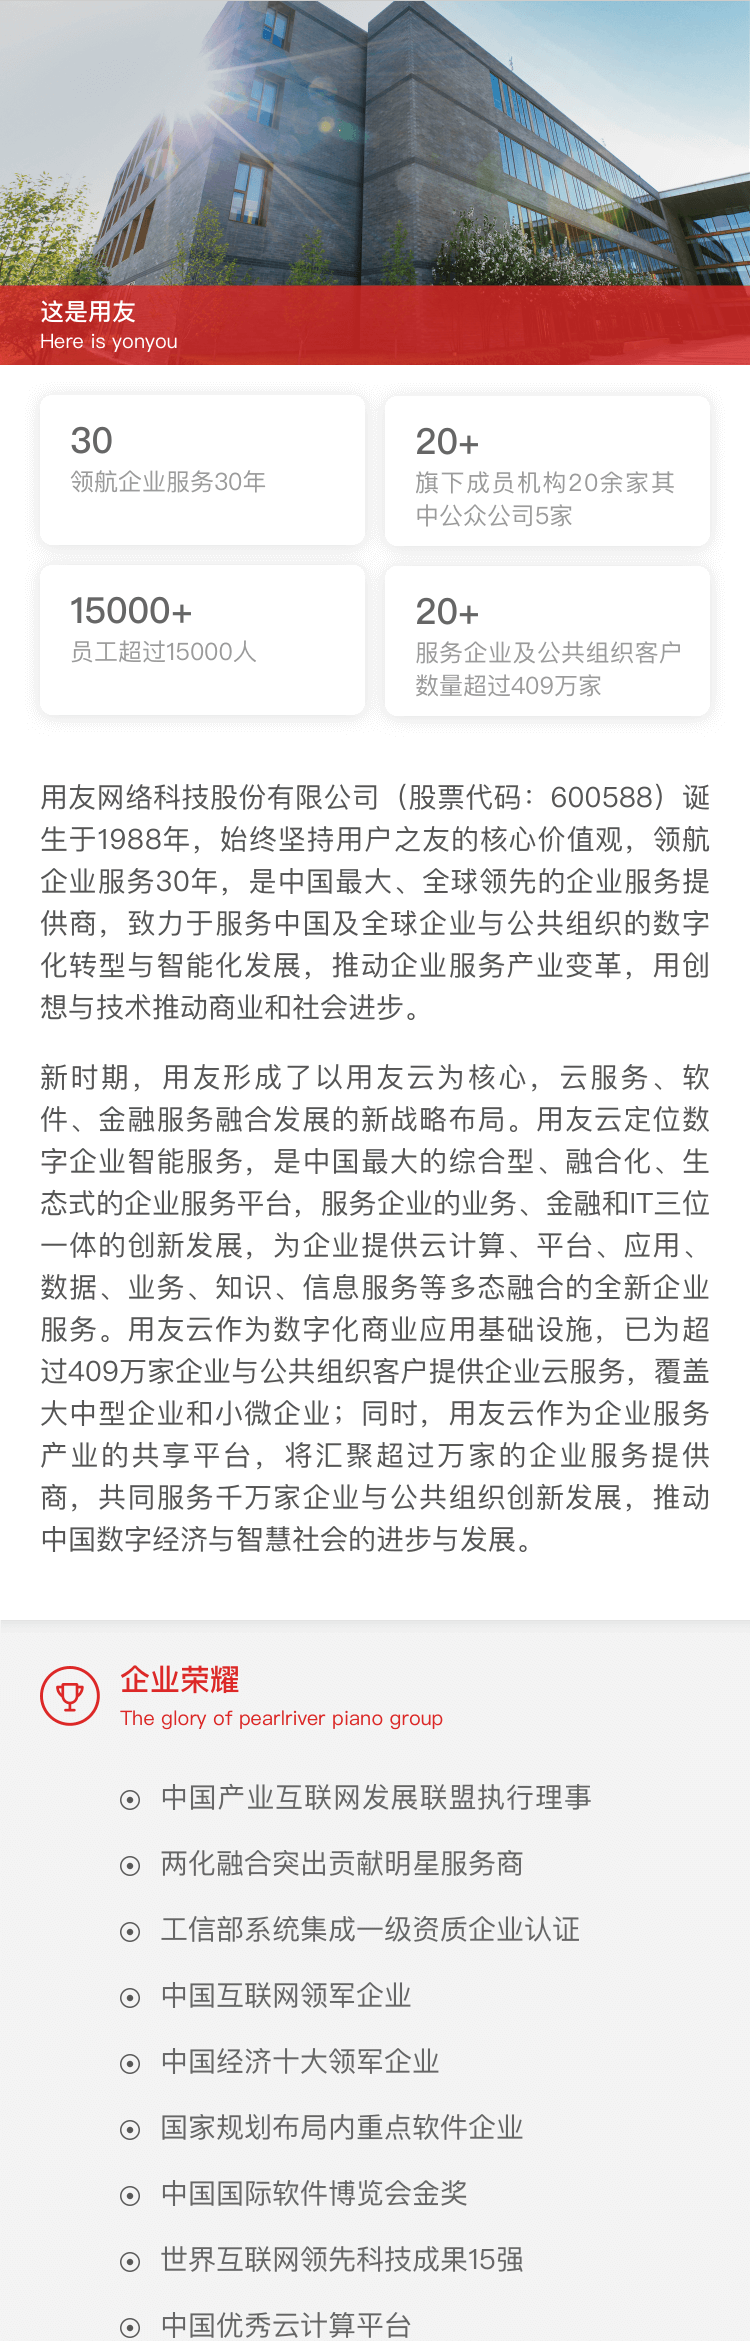 这是用友
Here is yonyou
30
领航企业服务30年
20+
旗下成员机构20余家其
中公众公司5家
15000+
员工超过15000人
20+
服务企业及公共组织客户
数量超过409万家
用友网络科技股份有限公司（股票代码：600588）诞
生于1988年，始终坚持用户之友的核心价值观，领航
企业服务30年，是中国最大、全球领先的企业服务提
供商，致力于服务中国及全球企业与公共组织的数字
化转型与智能化发展，推动企业服务产业变革，用创
想与技术推动商业和社会进步。
新时期，用友形成了以用友云为核心，云服务、软
件、金融服务融合发展的新战略布局。用友云定位数
字企业智能服务，是中国最大的综合型、融合化、生
态式的企业服务平台，服务企业的业务、金融和IT三位
一体的创新发展，为企业提供云计算、平台、应用、
数据、业务、知识、信息服务等多态融合的全新企业
服务。用友云作为数字化商业应用基础设施，已为超
过409万家企业与公共组织客户提供企业云服务，覆盖
大中型企业和小微企业；同时，用友云作为企业服务
产业的共享平台，将汇聚超过万家的企业服务提供
商，共同服务千万家企业与公共组织创新发展，推动
中国数字经济与智慧社会的进步与发展。
企业荣耀
The glory of pearlriver piano group
中国产业互联网发展联盟执行理事
两化融合突出贡献明星服务商
工信部系统集成一级资质企业认证
中国互联网领军企业
中国经济十大领军企业
国家规划布局内重点软件企业
中国国际软件博览会金奖
世界互联网领先科技成果15强
中国优秀云计算平台